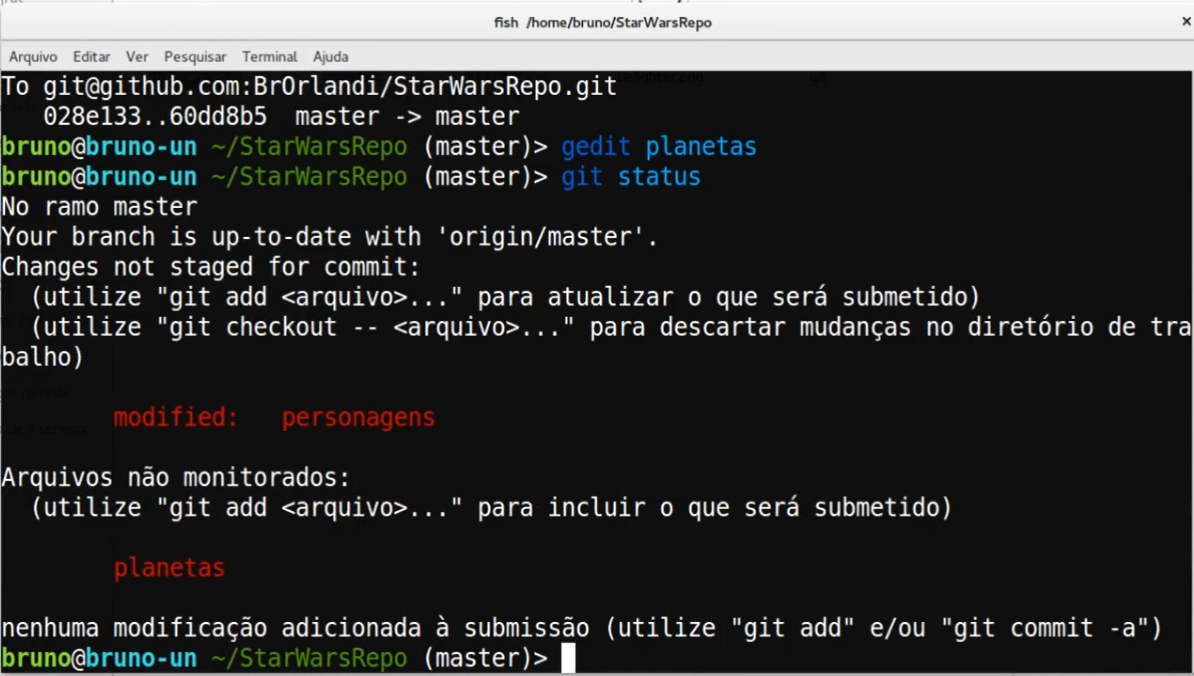 fish /home/bruno/StarWarsRepo
Arquivo Editar Ver Pesquisar Terminal Ajuda
To git@github.com:BrOrlandi/StarWarsRepo.git
028e133..60dd8b5 master -> master
bruno@bruno-un ~/StarWarsRepo (master)> gedit planetas
bruno@bruno-un ~/StarWarsRepo (master)> git status
No ramo master
Your branch is up-to-date with 'origin/master'.
Changes not staged for commit:
(utilize "git add <arquivo>..." para atualizar o que será submetido)
(utilize "git checkout -- <arquivo>..." para descartar mudanças no diretório de tra
balho)
modified: personagens
Arquivos não monitorados:
(utilize "git add <arquivo>..." para incluir o que será submetido)
planetas
nenhuma modificação adicionada à submissão (utilize "git add" e/ou "git commit -a")
bruno@bruno-un ~/StarWarsRepo (master)>